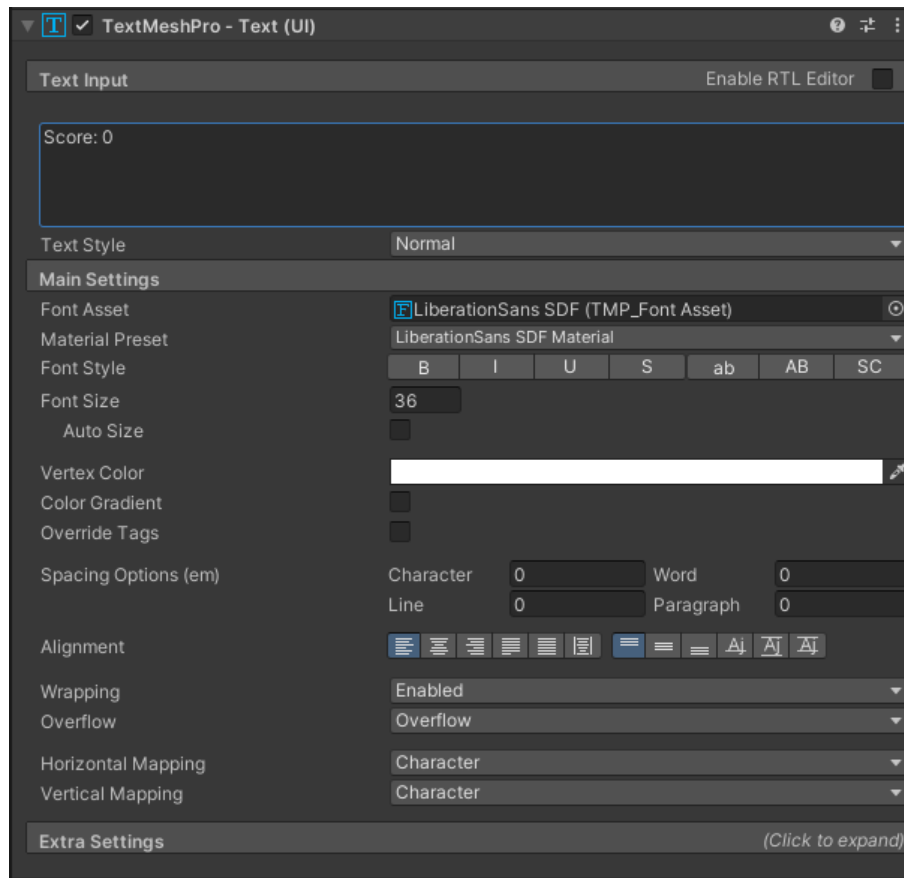 TextMeshPro - Text (UI)
Text Input Enable RTL Editor
Score: 0
Text Style Normal
Main Settings
Font Asset LiberationSans SDF (TMP_Font Asset)
Material Preset LiberationSans SDF Material
Font Style B I U S ab AB SC
Font Size 36
Auto Size
Vertex Color
Color Gradient
Override Tags
Spacing Options (em) Character 0 Word 0
Line 0 Paragraph 0
Alignment
Wrapping Enabled
Overflow Overflow
Horizontal Mapping Character
Vertical Mapping Character
Extra Settings (Click to expand)